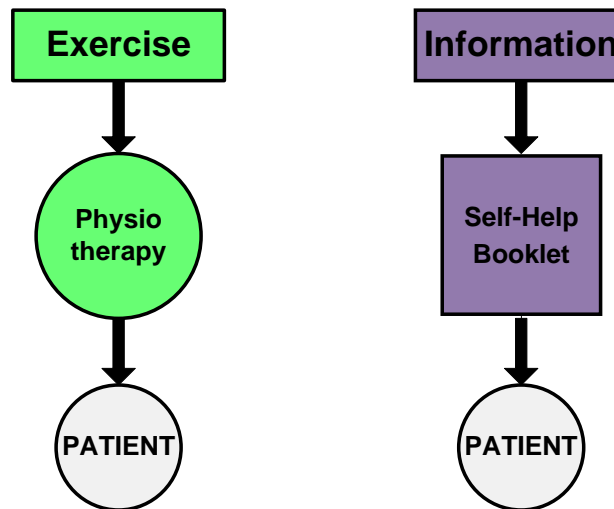 Exercise
Information
Physio
therapy
Self-Help
Booklet
PATIENT
PATIENT